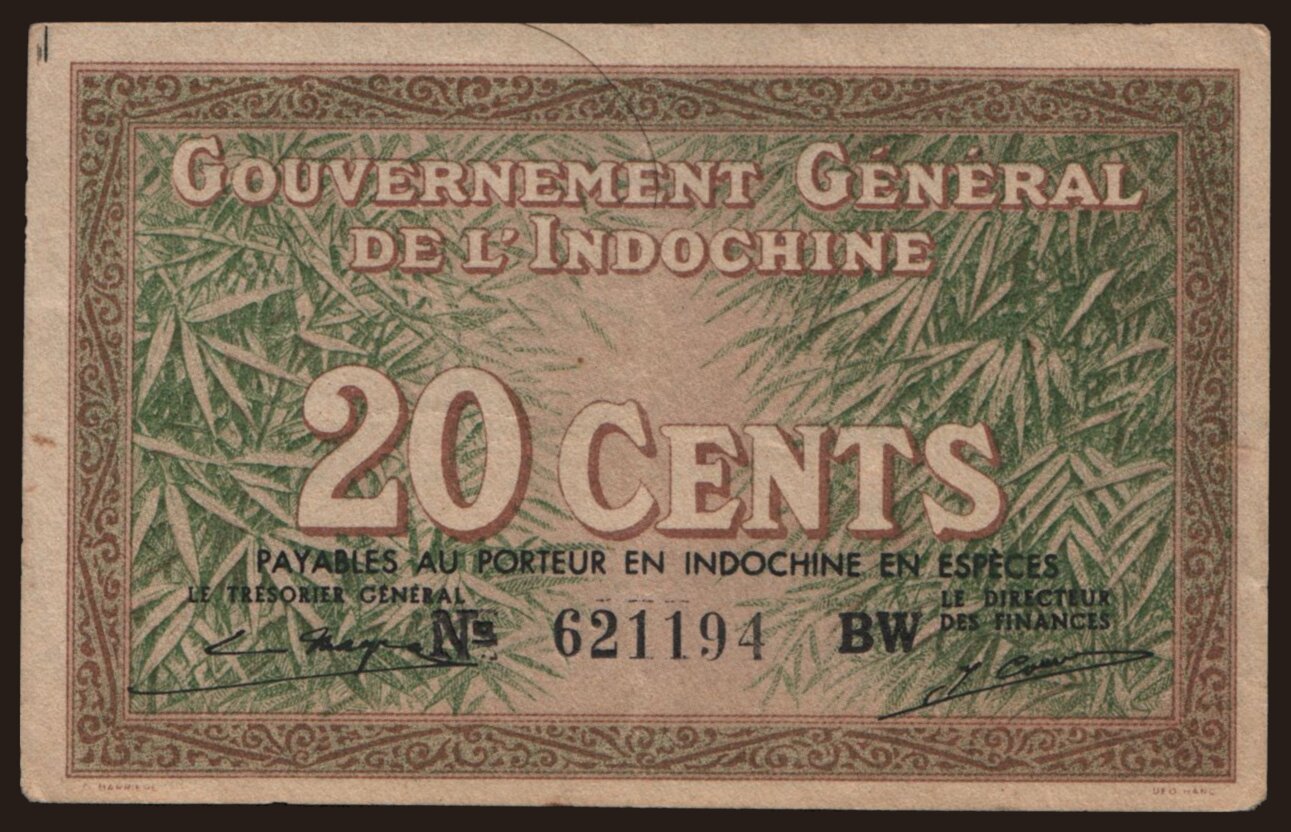 GOUVERNEMENT GÉNÉRAL
DE L'INDOCHINE
20 CENTS
PAYABLES AU PORTEUR EN INDOCHINE EN ESPÈCES
LE TRÉSORIER GÉNÉRAL
LE DIRECTEUR
DES FINANCES
Nº 621194 BW